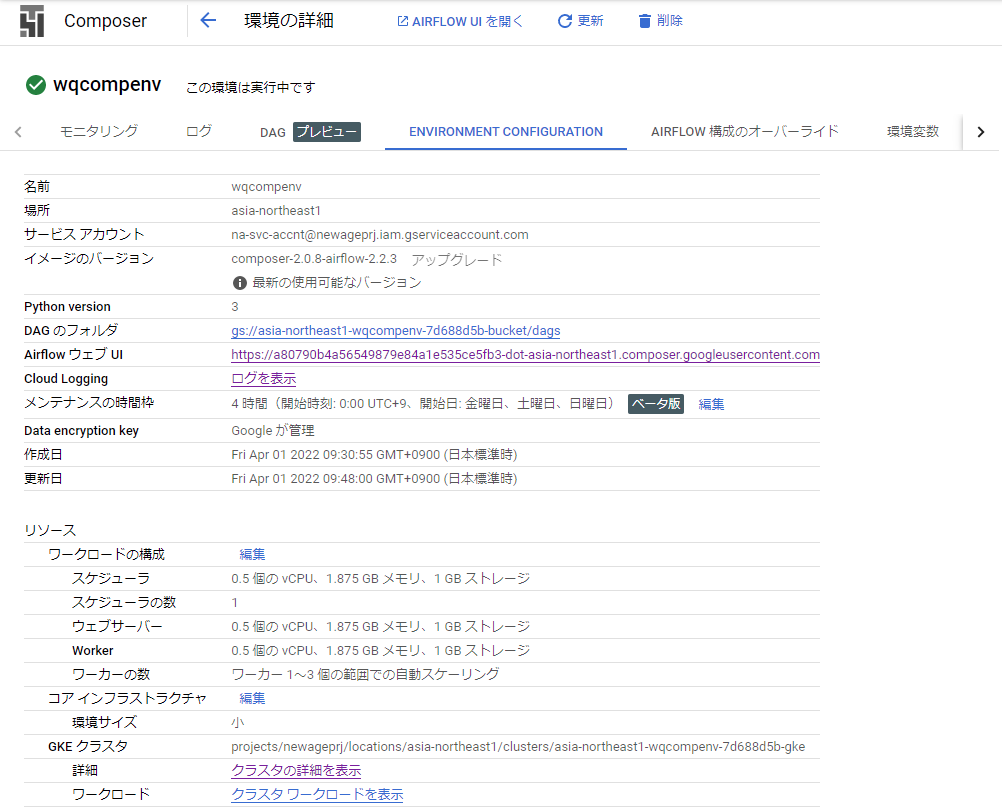 Composer 環境の詳細 AIRFLOW UI を開く 更新 削除
wqcompenv この環境は実行中です
モニタリング ログ DAG プレビュー ENVIRONMENT CONFIGURATION AIRFLOW 構成のオーバーライド 環境変数
名前 wqcompenv
場所 asia-northeast1
サービス アカウント na-svc-accnt@newageprj.iam.gserviceaccount.com
イメージのバージョン composer-2.0.8-airflow-2.2.3 アップグレード
最新の使用可能なバージョン
Python version 3
DAG のフォルダ gs://asia-northeast1-wqcompenv-7d688d5b-bucket/dags
Airflow ウェブ UI https://a80790b4a56549879e84a1e535ce5fb3-dot-asia-northeast1.composer.googleusercontent.com
Cloud Logging ログを表示
メンテナンスの時間枠 4 時間（開始時刻: 0:00 UTC+9、開始日: 金曜日、土曜日、日曜日） ベータ版 編集
Data encryption key Google が管理
作成日 Fri Apr 01 2022 09:30:55 GMT+0900 (日本標準時)
更新日 Fri Apr 01 2022 09:48:00 GMT+0900 (日本標準時)
リソース
ワークロードの構成 編集
スケジューラ 0.5 個の vCPU、1.875 GB メモリ、1 GB ストレージ
スケジューラの数 1
ウェブサーバー 0.5 個の vCPU、1.875 GB メモリ、1 GB ストレージ
Worker 0.5 個の vCPU、1.875 GB メモリ、1 GB ストレージ
ワーカーの数 ワーカー 1～3 個の範囲での自動スケーリング
コア インフラストラクチャ 編集
環境サイズ 小
GKE クラスタ projects/newageprj/locations/asia-northeast1/clusters/asia-northeast1-wqcompenv-7d688d5b-gke
詳細 クラスタの詳細を表示
ワークロード クラスタ ワークロードを表示